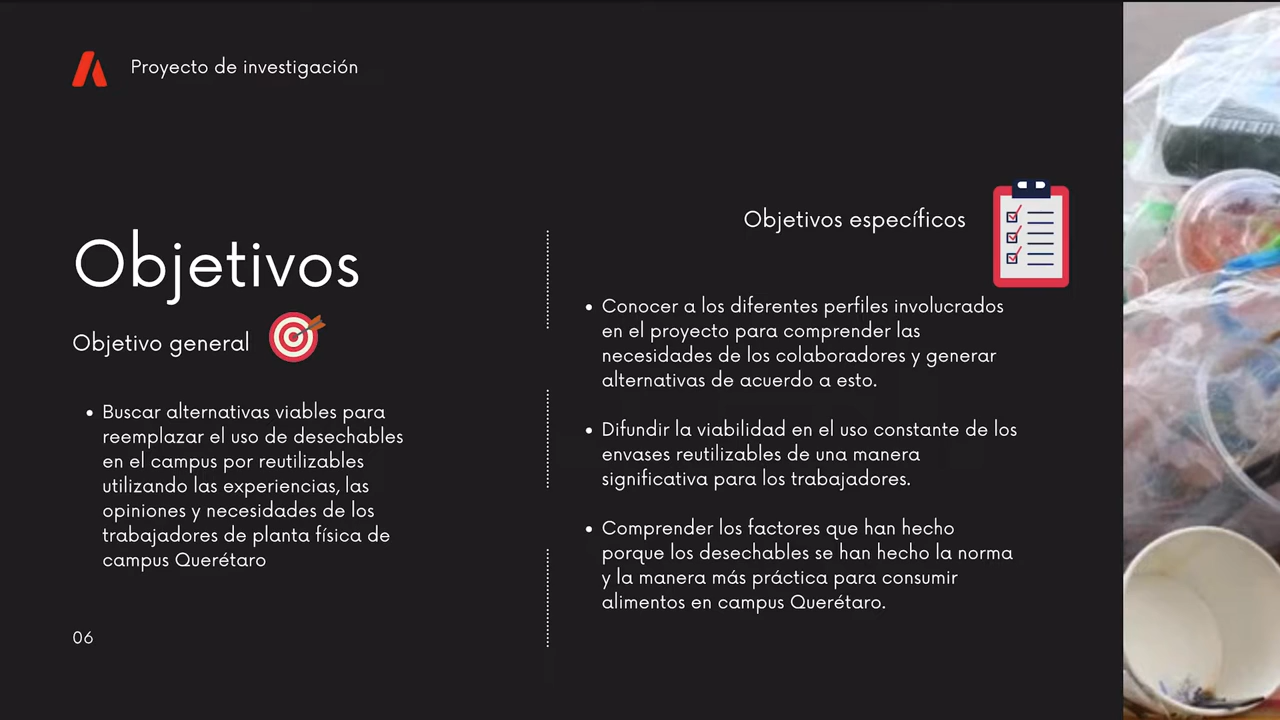 Proyecto de investigación
Objetivos
Objetivo general
Buscar alternativas viables para
reemplazar el uso de desechables
en el campus por reutilizables
utilizando las experiencias, las
opiniones y necesidades de los
trabajadores de planta física de
campus Querétaro
06
Objetivos específicos
Conocer a los diferentes perfiles involucrados
en el proyecto para comprender las
necesidades de los colaboradores y generar
alternativas de acuerdo a esto.
Difundir la viabilidad en el uso constante de los
envases reutilizables de una manera
significativa para los trabajadores.
Comprender los factores que han hecho
porque los desechables se han hecho la norma
y la manera más práctica para consumir
alimentos en campus Querétaro.